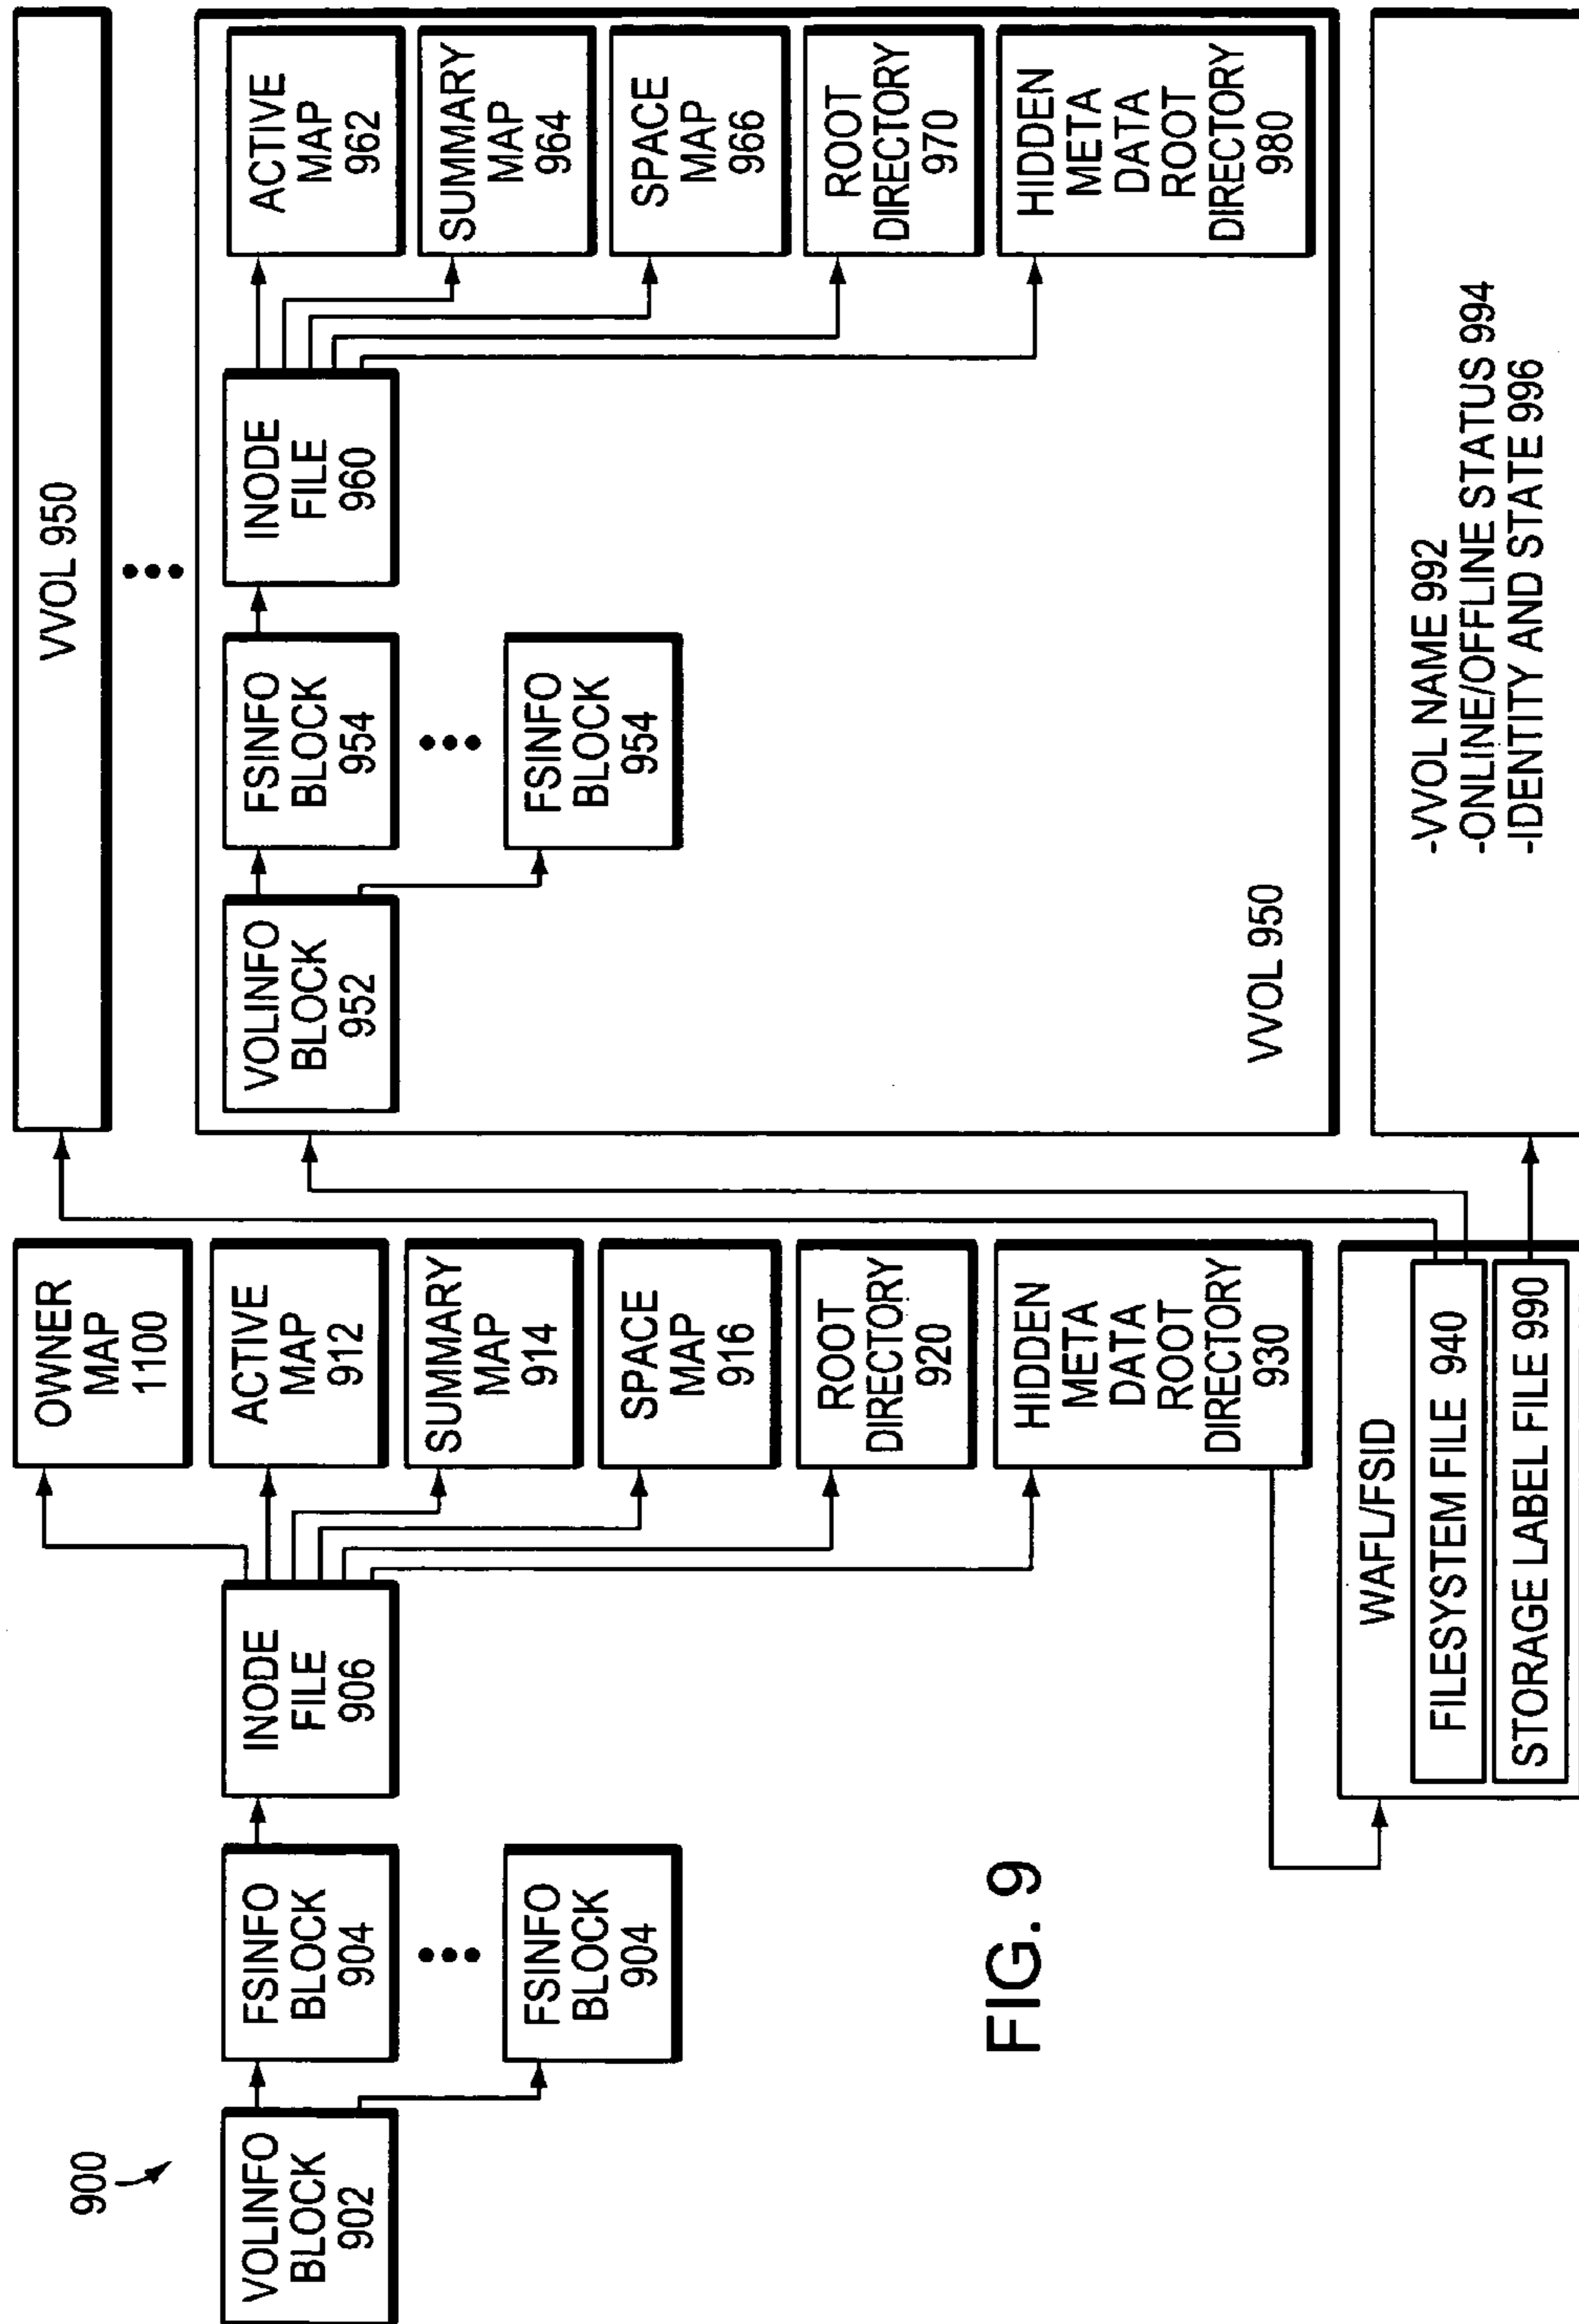 900
VOLINFO
BLOCK
902
FSINFO
BLOCK
904
FSINFO
BLOCK
904
INODE
FILE
906
OWNER
MAP
1100
ACTIVE
MAP
912
SUMMARY
MAP
914
SPACE
MAP
916
ROOT
DIRECTORY
920
HIDDEN
META
DATA
ROOT
DIRECTORY
930
WAFL/FSID
FILESYSTEM FILE 940
STORAGE LABEL FILE 990
VVOL 950
VOLINFO
BLOCK
952
FSINFO
BLOCK
954
FSINFO
BLOCK
954
INODE
FILE
960
ACTIVE
MAP
962
SUMMARY
MAP
964
SPACE
MAP
966
ROOT
DIRECTORY
970
HIDDEN
META
DATA
ROOT
DIRECTORY
980
VVOL 950
-VVOL NAME 992
-ONLINE/OFFLINE STATUS 994
-IDENTITY AND STATE 996
FIG. 9